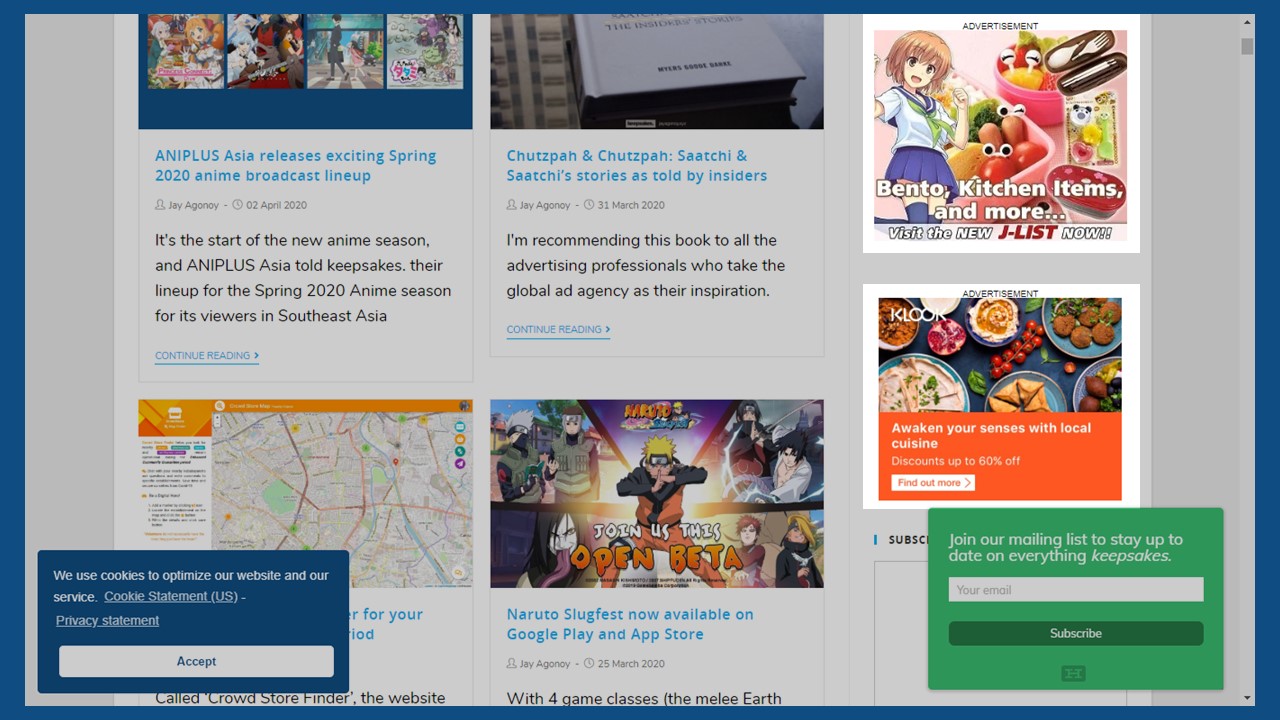 SAATCHI &
THE INSIDERS' STORIES
MYERS GOODE DARKE
ANIPLUS Asia releases exciting Spring
2020 anime broadcast lineup
Jay Agonoy - 02 April 2020
It's the start of the new anime season,
and ANIPLUS Asia told keepsakes. their
lineup for the Spring 2020 Anime season
for its viewers in Southeast Asia
CONTINUE READING
Chutzpah & Chutzpah: Saatchi &
Saatchi's stories as told by insiders
Jay Agonoy - 31 March 2020
I'm recommending this book to all the
advertising professionals who take the
global ad agency as their inspiration.
CONTINUE READING
Crowd Store Map
NARUTO
JOIN US THIS
OPEN BETA
er for your
riod
Called 'Crowd Store Finder', the website
Naruto Slugfest now available on
Google Play and App Store
Jay Agonoy - 25 March 2020
With 4 game classes (the melee Earth
ADVERTISEMENT
Bento, Kitchen Items,
and more...
Visit the NEW J-LIST NOW!!
ADVERTISEMENT
KLOOK
Awaken your senses with local
cuisine
Discounts up to 60% off
Find out more
SUBSC
We use cookies to optimize our website and our
service. Cookie Statement (US) -
Privacy statement
Accept
Join our mailing list to stay up to
date on everything keepsakes.
Your email
Subscribe